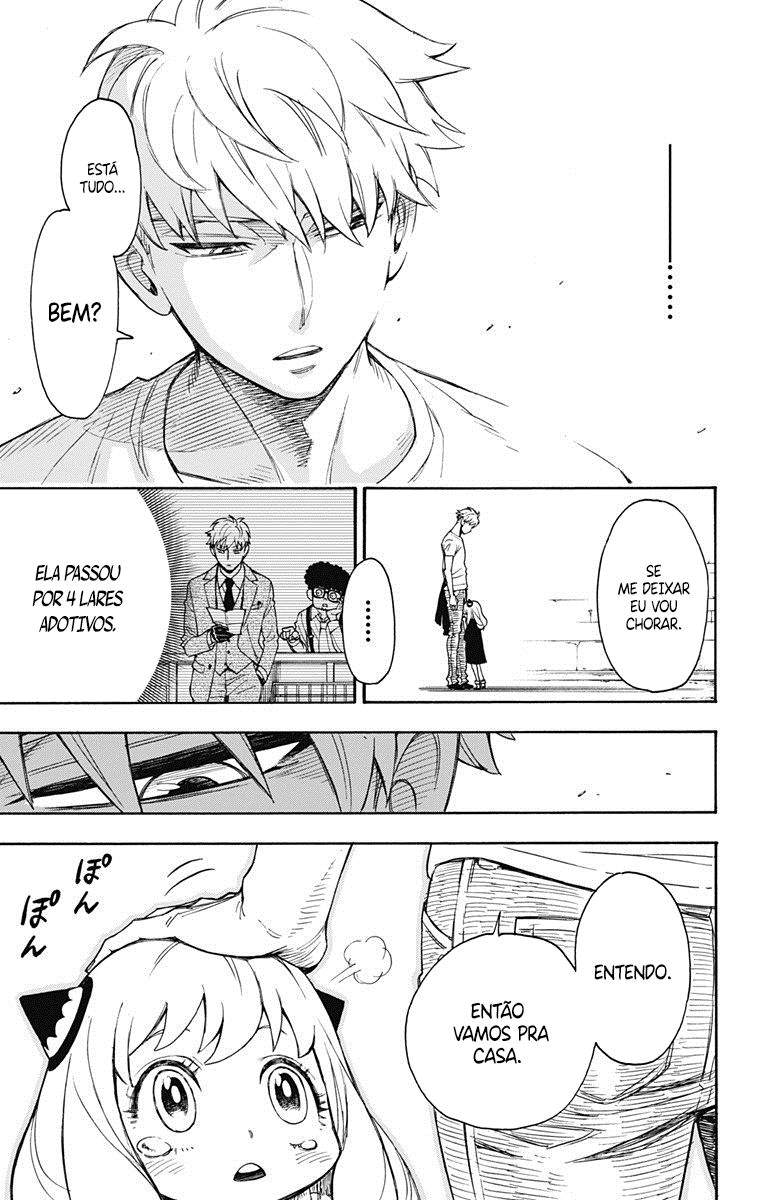 ESTÁ
TUDO...
BEM?
SE
ME DEIXAR
EU VOU
CHORAR.
ELA PASSOU
POR 4 LARES
ADOTIVOS.
ぽん
ぽん
ENTENDO.
ENTÃO
VAMOS PRA
CASA.